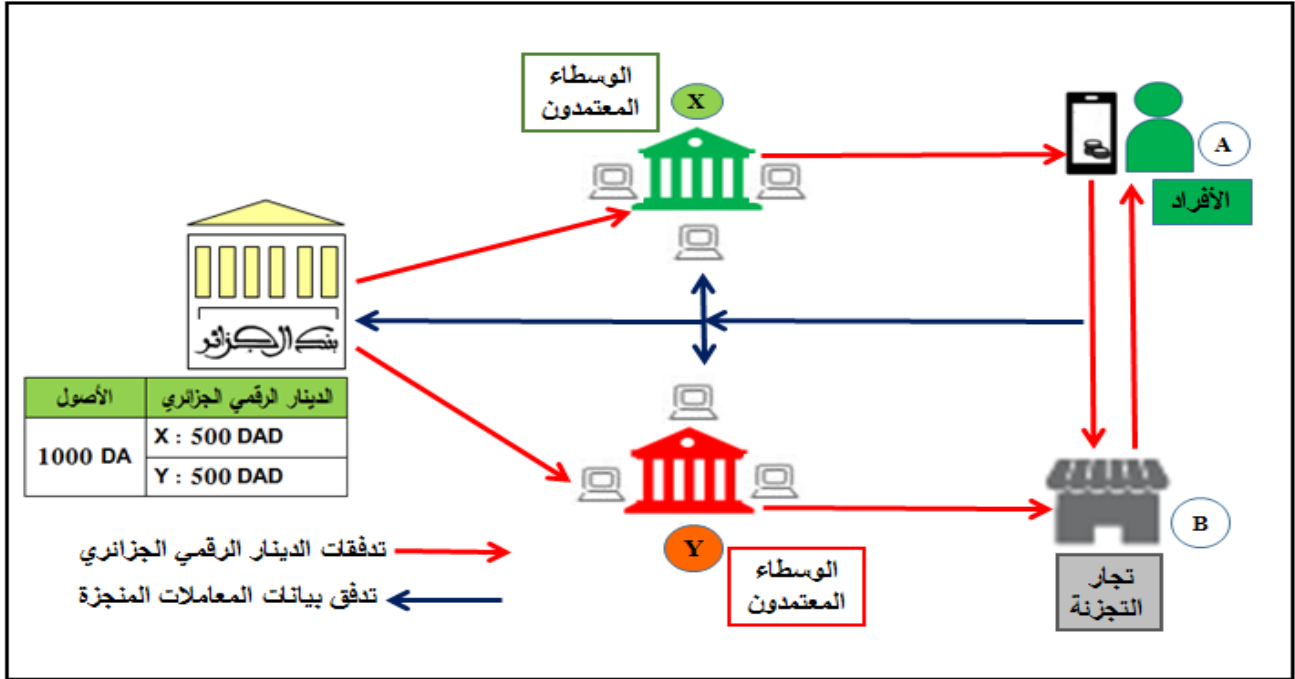 الوسطاء
المعتمدون
X
A
الأفراد
بنك الجزائر
الأصول
الدينار الرقمي الجزائري
1000 DA
X : 500 DAD
Y : 500 DAD
B
Y
الوسطاء
المعتمدون
تجار
التجزئة
تدفقات الدينار الرقمي الجزائري
تدفق بيانات المعاملات المنجزة